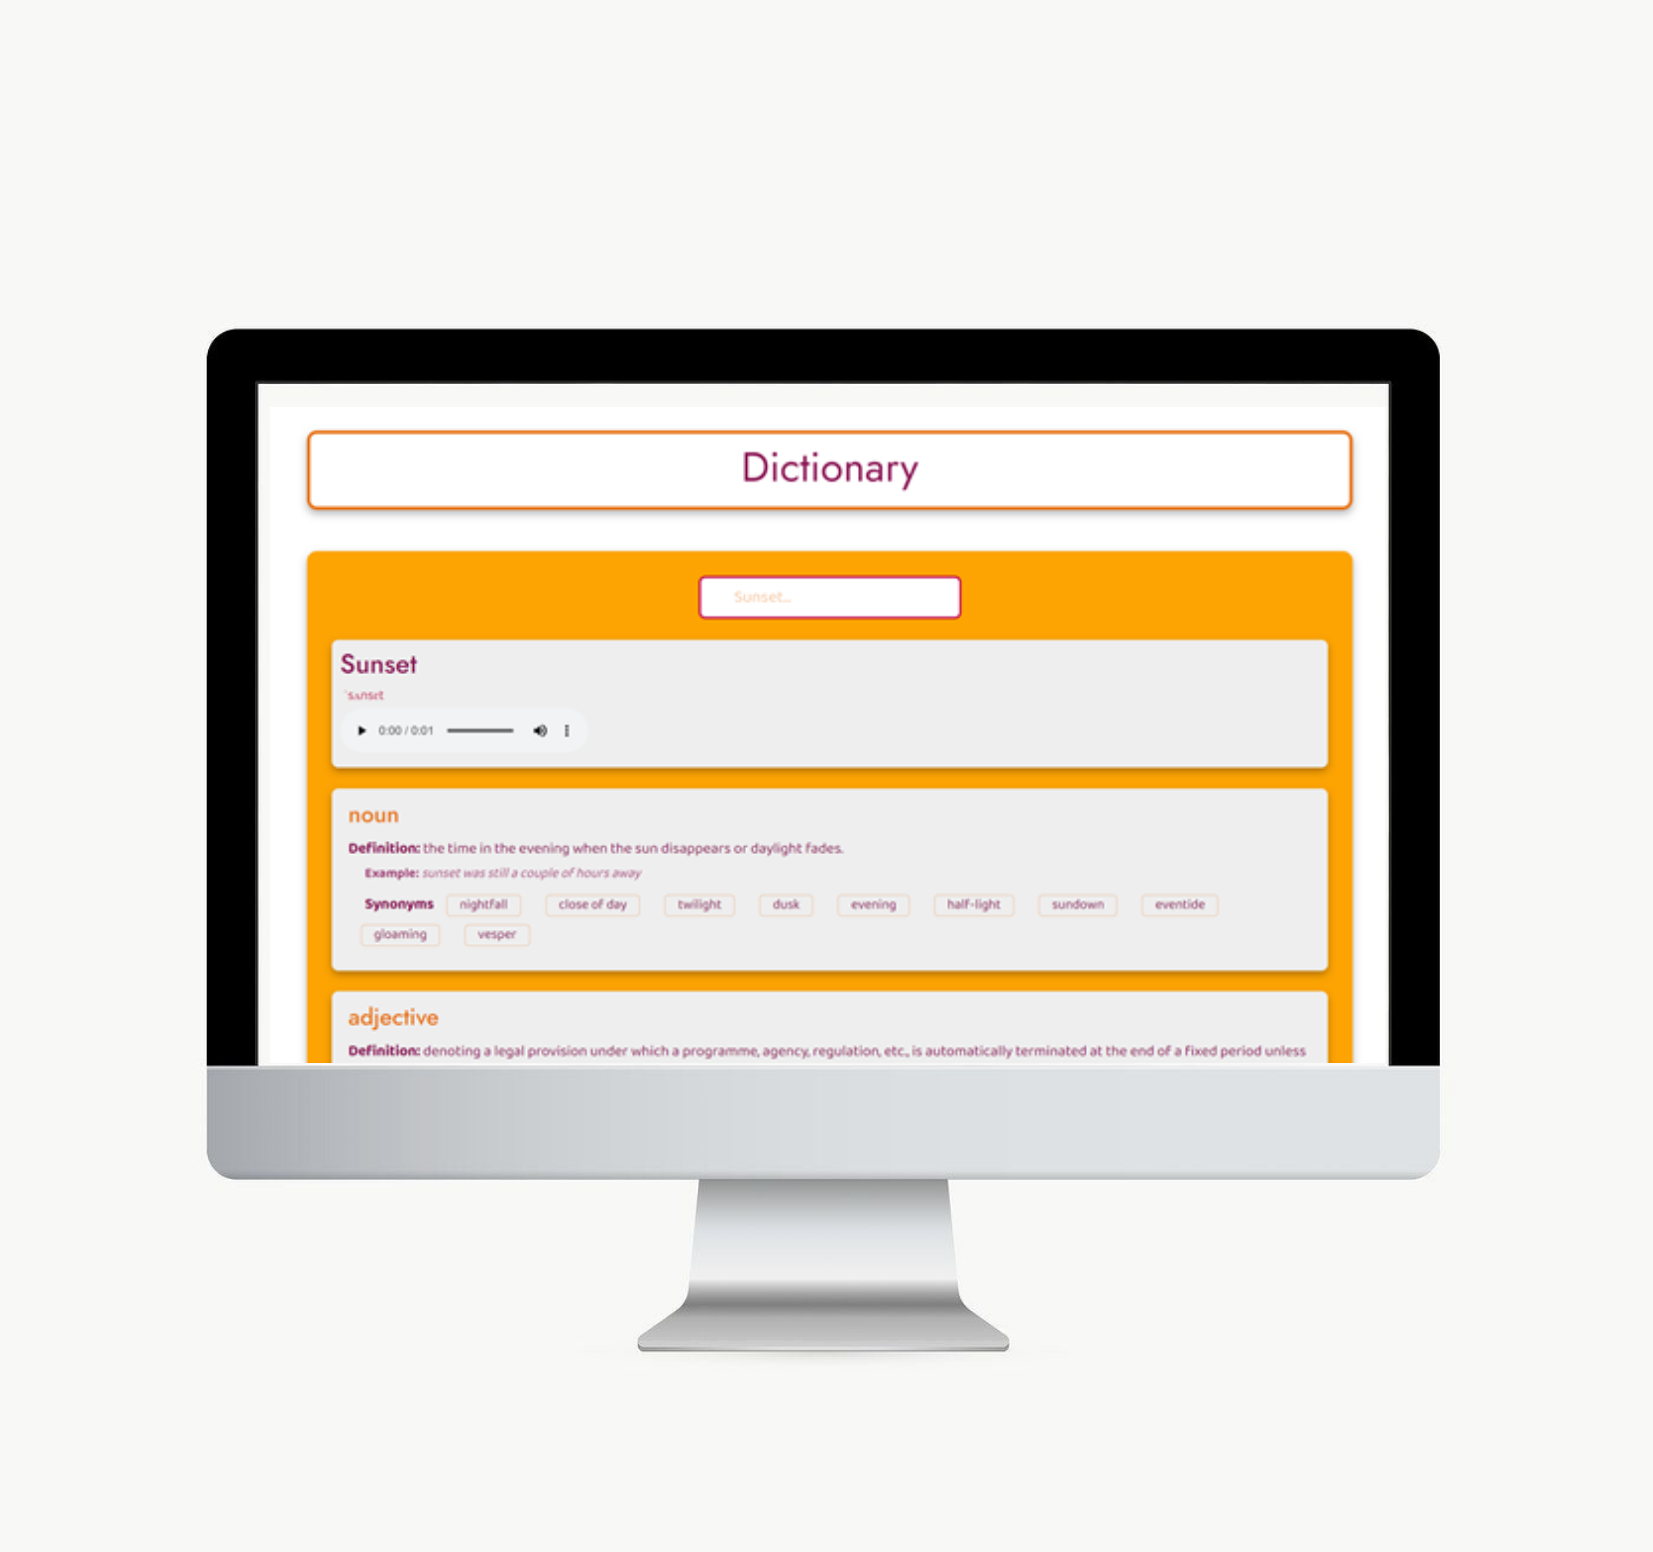 Dictionary
Sunset...
Sunset
ˈsʌnsɛt
0:00 / 0:01
noun
Definition: the time in the evening when the sun disappears or daylight fades.
Example: sunset was still a couple of hours away
Synonyms nightfall close of day twilight dusk evening half-light sundown eventide
gloaming vesper
adjective
Definition: denoting a legal provision under which a programme, agency, regulation, etc., is automatically terminated at the end of a fixed period unless